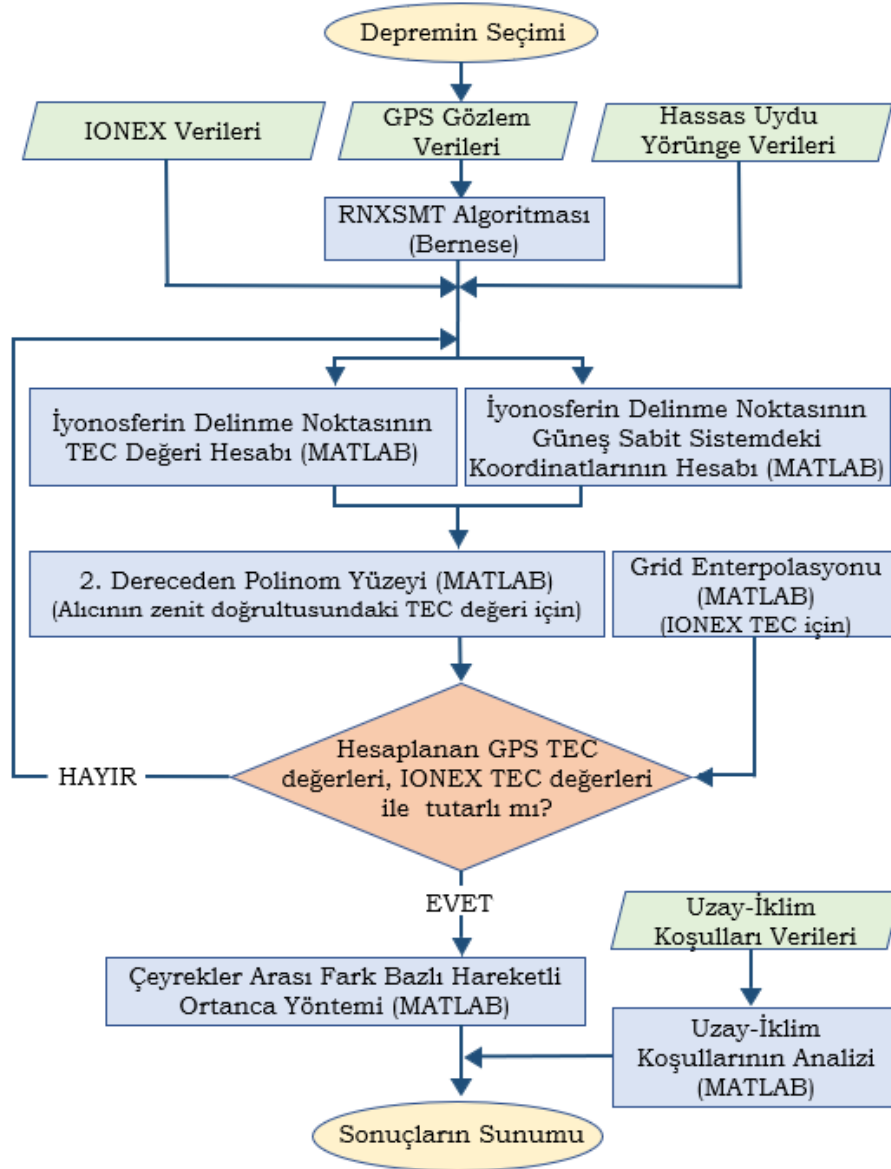 Depremin Seçimi
IONEX Verileri
GPS Gözlem
Verileri
Hassas Uydu
Yörünge Verileri
RNXSMT Algoritması
(Bernese)
İyonosferin Delinme Noktasının
TEC Değeri Hesabı (MATLAB)
İyonosferin Delinme Noktasının
Güneş Sabit Sistemdeki
Koordinatlarının Hesabı (MATLAB)
2. Dereceden Polinom Yüzeyi (MATLAB)
(Alıcının zenit doğrultusundaki TEC değeri için)
Grid Enterpolasyonu
(MATLAB)
(IONEX TEC için)
Hesaplanan GPS TEC
değerleri, IONEX TEC değerleri
ile tutarlı mı?
HAYIR
EVET
Uzay-İklim
Koşulları Verileri
Çeyrekler Arası Fark Bazlı Hareketli
Ortanca Yöntemi (MATLAB)
Uzay-İklim
Koşullarının Analizi
(MATLAB)
Sonuçların Sunumu